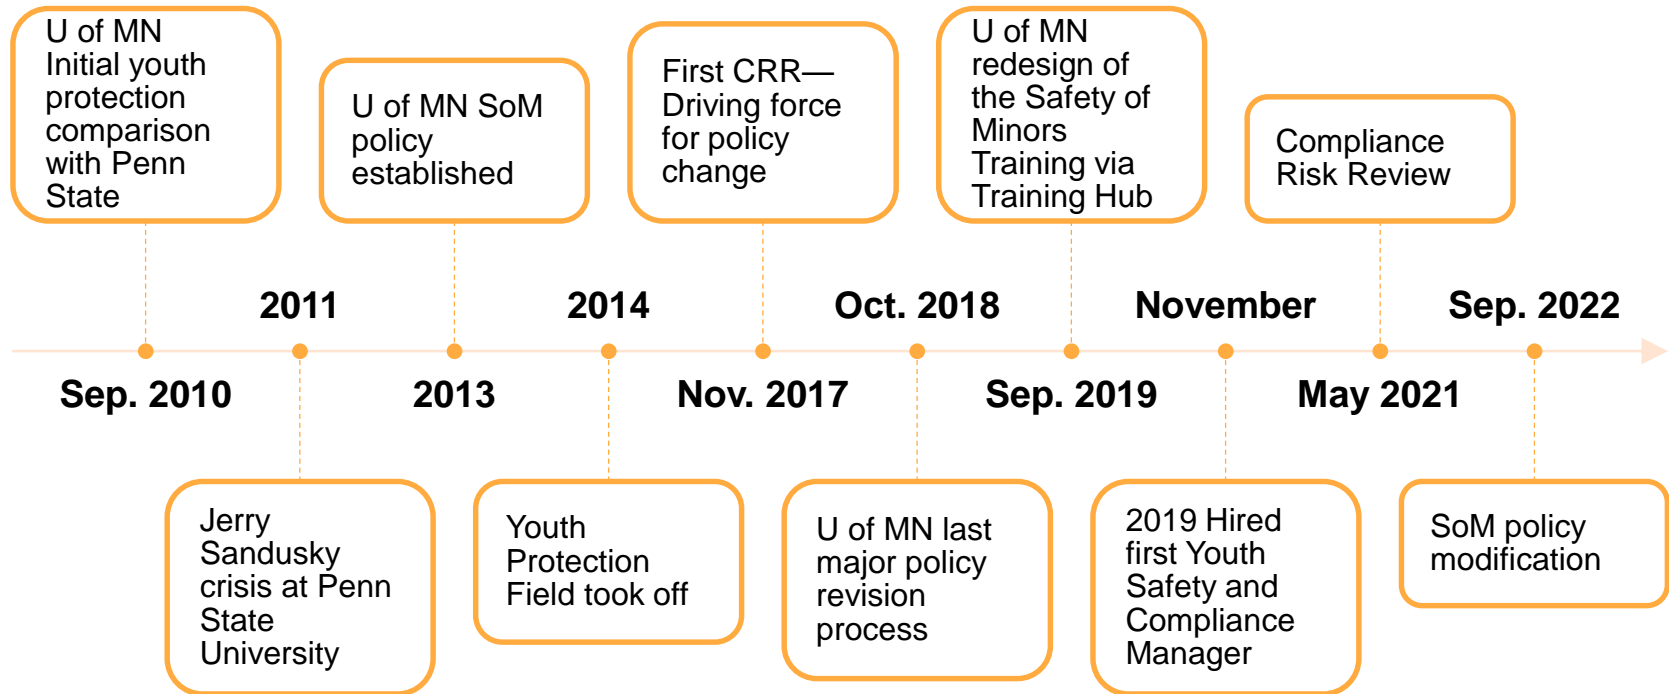 U of MN
Initial youth
protection
comparison
with Penn
State
Sep. 2010
2011
Jerry
Sandusky
crisis at Penn
State
University
U of MN SoM
policy
established
2013
2014
Youth
Protection
Field took off
First CRR—
Driving force
for policy
change
Nov. 2017
Oct. 2018
U of MN last
major policy
revision
process
U of MN
redesign of
the Safety of
Minors
Training via
Training Hub
Sep. 2019
November
2019 Hired
first Youth
Safety and
Compliance
Manager
Compliance
Risk Review
May 2021
Sep. 2022
SoM policy
modification